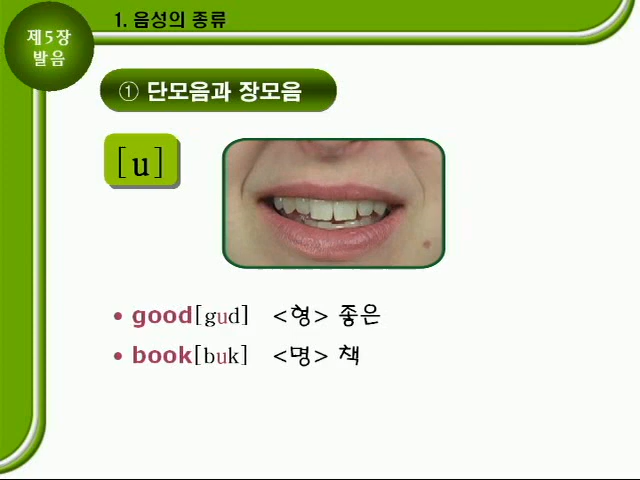 제5장
발음
1. 음성의 종류
① 단모음과 장모음
[u]
• good[gud] <형> 좋은
• book[buk] <명> 책